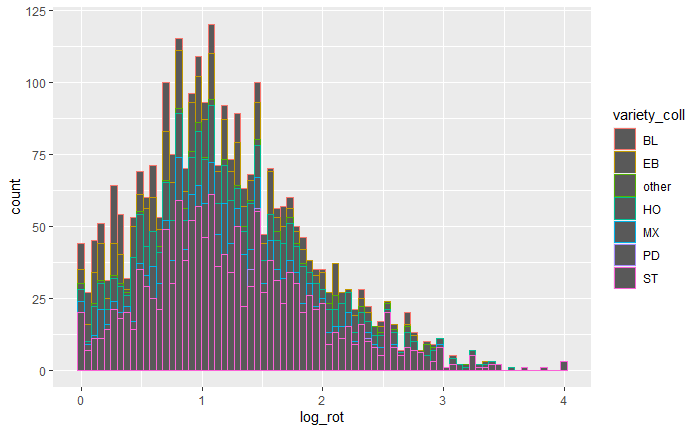 125
100
75
50
25
0
count
0
1
2
3
4
log_rot
variety_coll
BL
EB
other
HO
MX
PD
ST